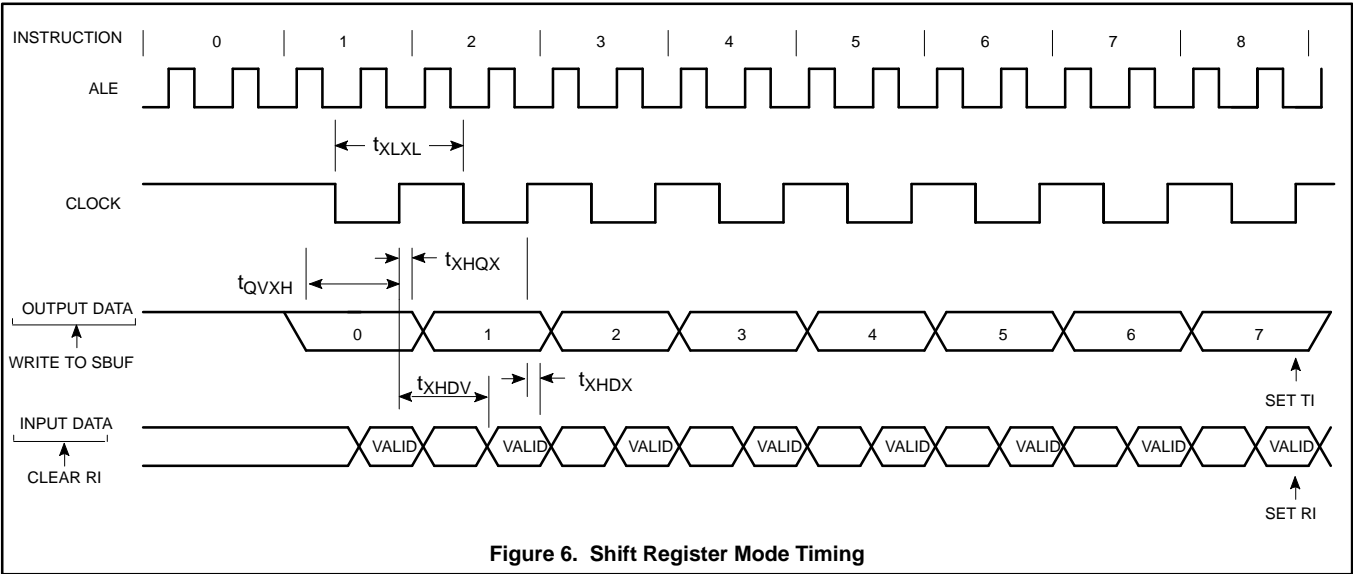 INSTRUCTION 0 1 2 3 4 5 6 7 8
ALE
tXLXL
CLOCK
tXHQX
tQVXH
OUTPUT DATA
0 1 2 3 4 5 6 7
WRITE TO SBUF
tXHDV tXHDX
SET TI
INPUT DATA
VALID VALID VALID VALID VALID VALID VALID VALID
CLEAR RI
SET RI
Figure 6. Shift Register Mode Timing